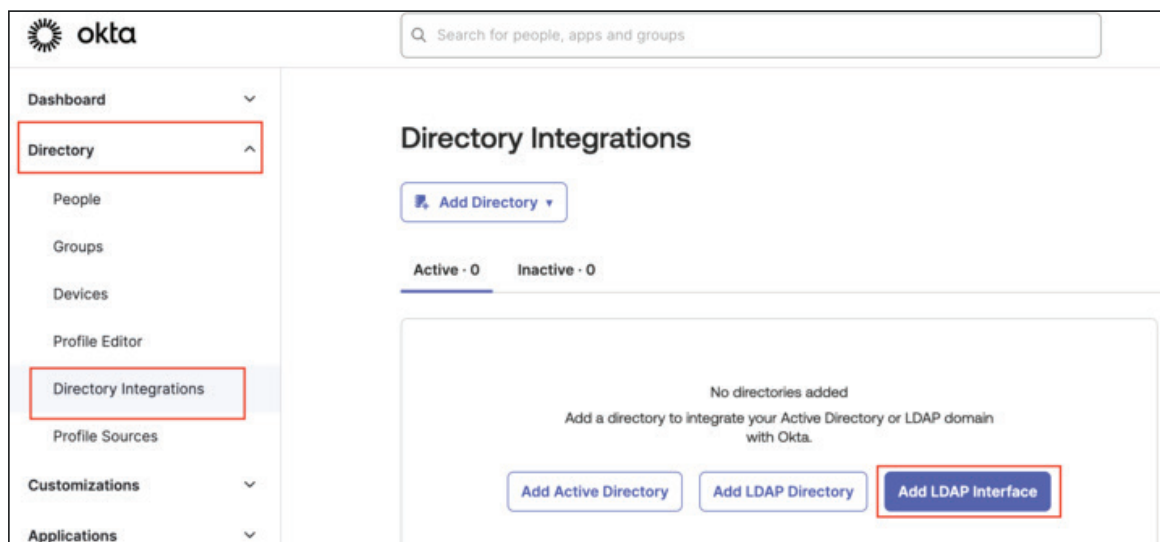 okta
Search for people, apps and groups
Dashboard
Directory
People
Groups
Devices
Profile Editor
Directory Integrations
Profile Sources
Customizations
Applications
Directory Integrations
Add Directory
Active · 0 Inactive · 0
No directories added
Add a directory to integrate your Active Directory or LDAP domain
with Okta.
Add Active Directory Add LDAP Directory Add LDAP Interface